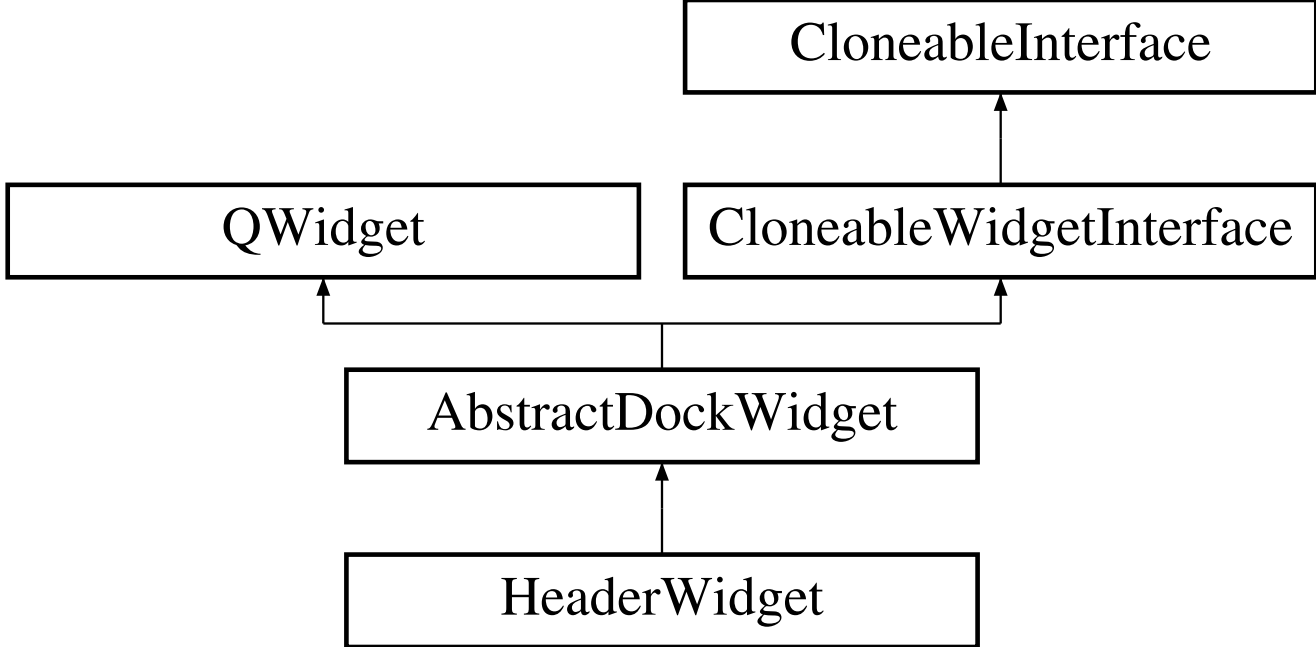 CloneableInterface
QWidget
CloneableWidgetInterface
AbstractDockWidget
HeaderWidget